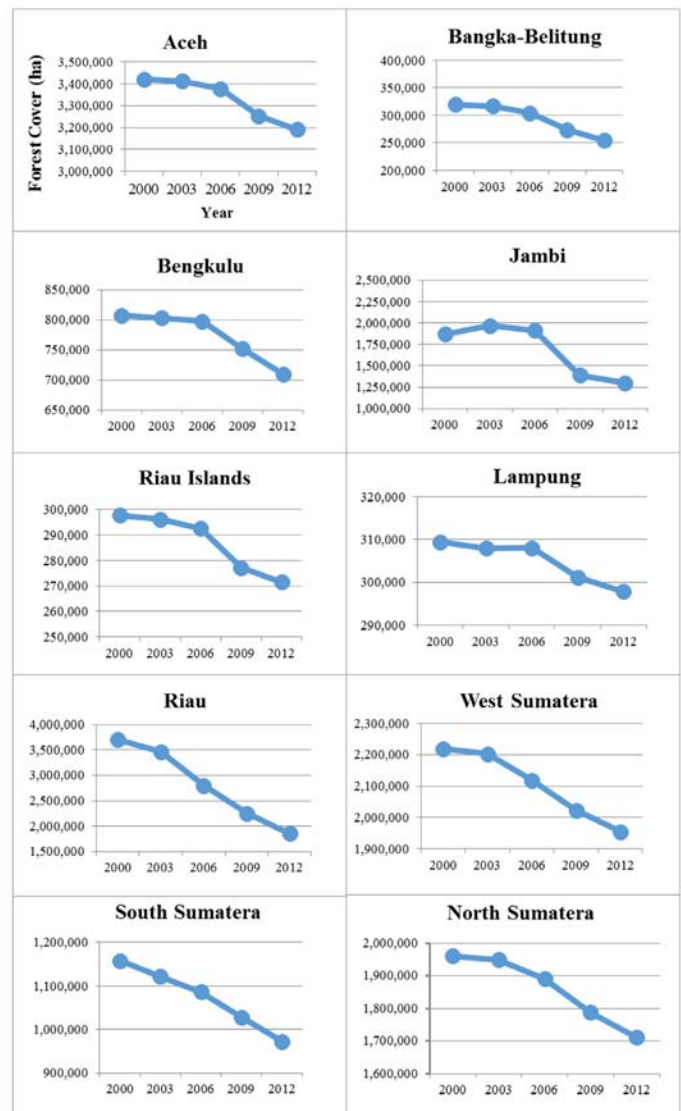 Aceh
Forest Cover (ha)
3,500,000
3,400,000
3,300,000
3,200,000
3,100,000
3,000,000
2000 2003 2006 2009 2012
Year
Bangka-Belitung
400,000
350,000
300,000
250,000
200,000
2000 2003 2006 2009 2012
Bengkulu
850,000
800,000
750,000
700,000
650,000
2000 2003 2006 2009 2012
Jambi
2,500,000
2,250,000
2,000,000
1,750,000
1,500,000
1,250,000
1,000,000
2000 2003 2006 2009 2012
Riau Islands
300,000
290,000
280,000
270,000
260,000
250,000
2000 2003 2006 2009 2012
Lampung
320,000
310,000
300,000
290,000
2000 2003 2006 2009 2012
Riau
4,000,000
3,500,000
3,000,000
2,500,000
2,000,000
1,500,000
2000 2003 2006 2009 2012
West Sumatera
2,300,000
2,200,000
2,100,000
2,000,000
1,900,000
2000 2003 2006 2009 2012
South Sumatera
1,200,000
1,100,000
1,000,000
900,000
2000 2003 2006 2009 2012
North Sumatera
2,000,000
1,900,000
1,800,000
1,700,000
1,600,000
2000 2003 2006 2009 2012